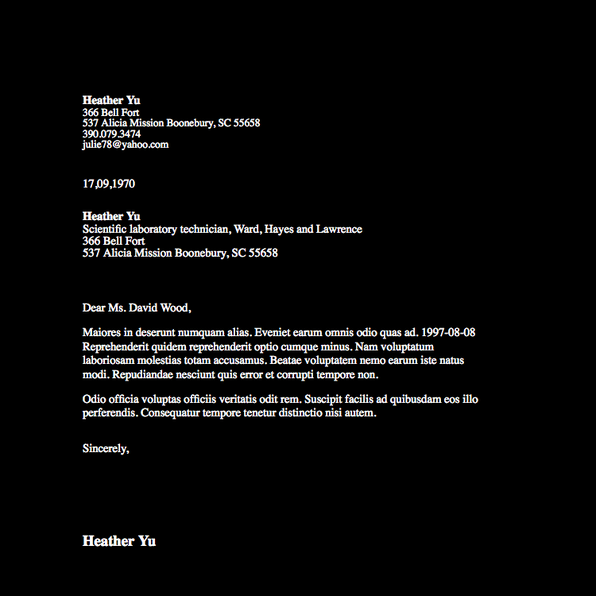 Heather Yu
366 Bell Fort
537 Alicia Mission Boonebury, SC 55658
390.079.3474
julie78@yahoo.com
17,09,1970
Heather Yu
Scientific laboratory technician, Ward, Hayes and Lawrence
366 Bell Fort
537 Alicia Mission Boonebury, SC 55658
Dear Ms. David Wood,
Maiores in deserunt numquam alias. Eveniet earum omnis odio quas ad. 1997-08-08
Reprehenderit quidem reprehenderit optio cumque minus. Nam voluptatum
laboriosam molestias totam accusamus. Beatae voluptatem nemo earum iste natus
modi. Repudiandae nesciunt quis error et corrupti tempore non.
Odio officia voluptas officiis veritatis odit rem. Suscipit facilis ad quibusdam eos illo
perferendis. Consequatur tempore tenetur distinctio nisi autem.
Sincerely,
Heather Yu